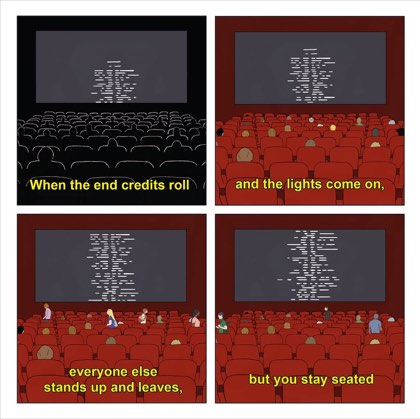 When the end credits roll
and the lights come on,
everyone else
stands up and leaves,
but you stay seated